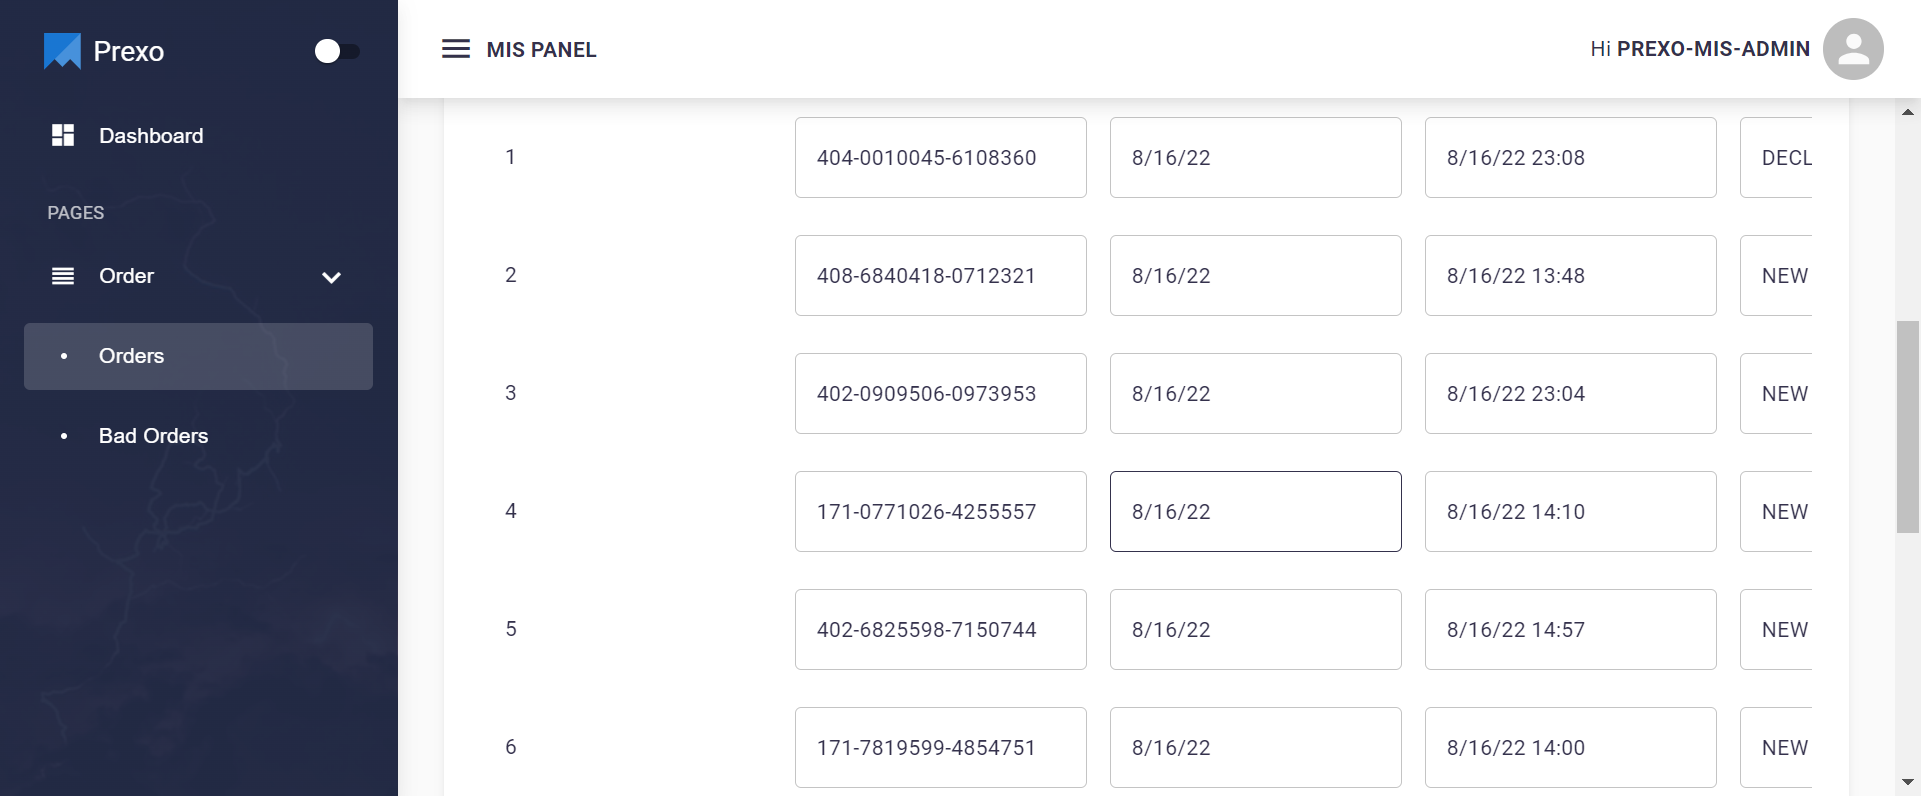 Prexo
Dashboard
PAGES
Order
Orders
Bad Orders
MIS PANEL
Hi PREXO-MIS-ADMIN
1 404-0010045-6108360 8/16/22 8/16/22 23:08 DECL
2 408-6840418-0712321 8/16/22 8/16/22 13:48 NEW
3 402-0909506-0973953 8/16/22 8/16/22 23:04 NEW
4 171-0771026-4255557 8/16/22 8/16/22 14:10 NEW
5 402-6825598-7150744 8/16/22 8/16/22 14:57 NEW
6 171-7819599-4854751 8/16/22 8/16/22 14:00 NEW